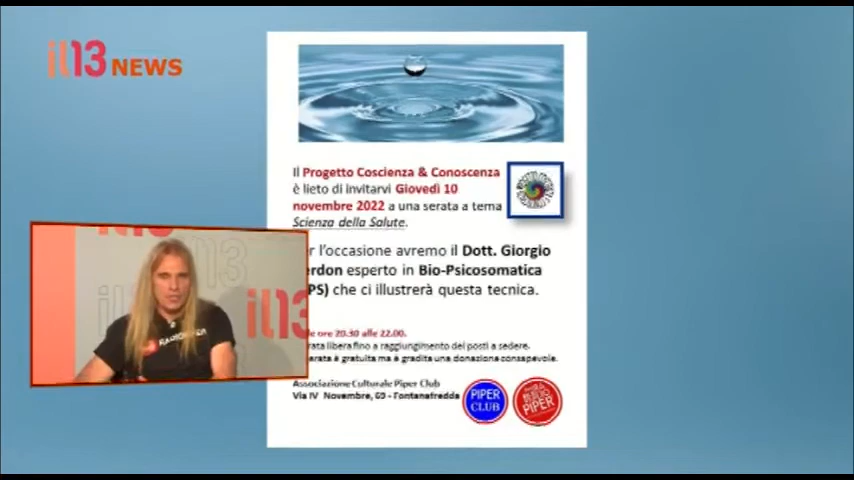 il13 NEWS
Il Progetto Coscienza & Conoscenza
è lieto di invitarvi Giovedì 10
novembre 2022 a una serata a tema
Scienza della Salute.
r l'occasione avremo il Dott. Giorgio
erdon esperto in Bio-Psicosomatica
PS) che ci illustrerà questa tecnica.
le ore 20.30 alle 22.00.
rata libera fino a raggiungimento dei posti a sedere.
erata è gratuita ma è gradita una donazione consapevole.
Associazione Culturale Piper Club
Via IV Novembre, 69 - Fontanafredda
PIPER
CLUB
PIPER
il13
il13